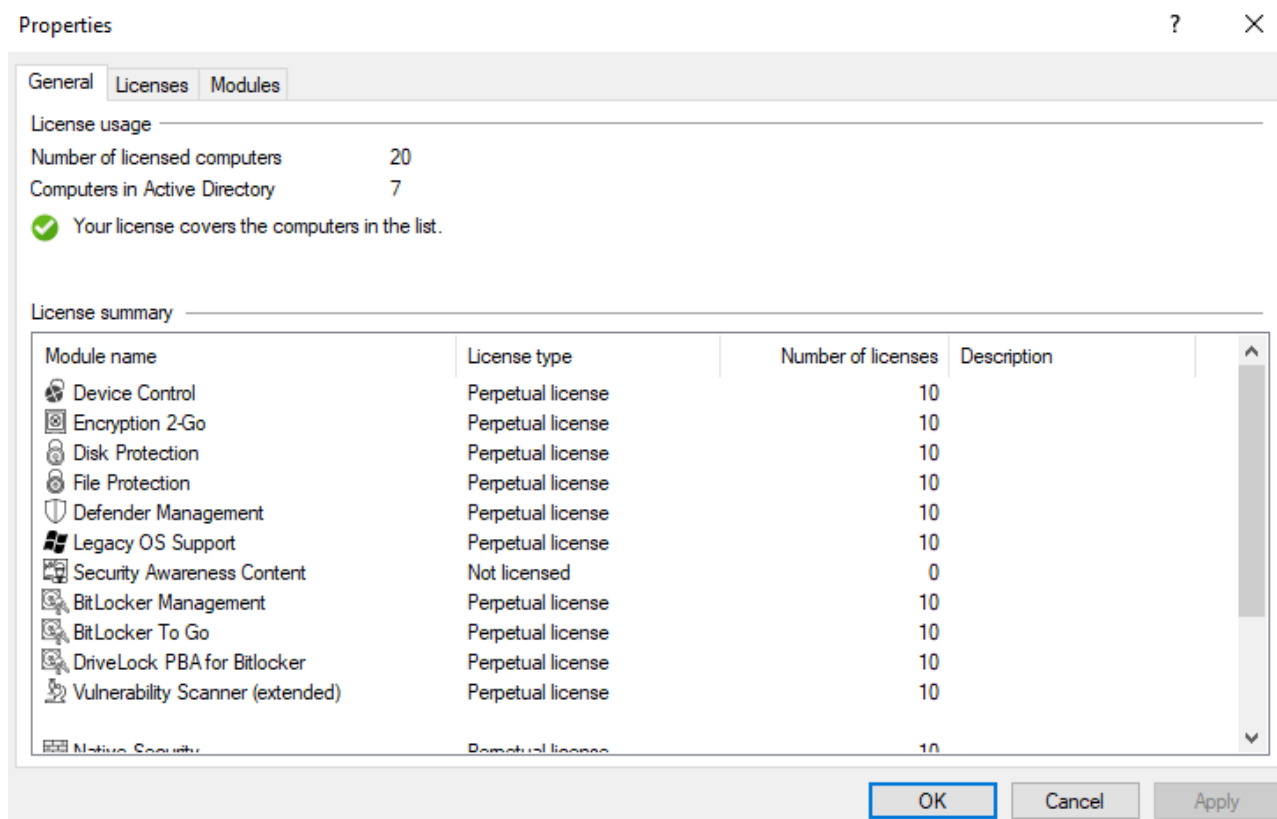 Properties
General Licenses Modules
License usage
Number of licensed computers 20
Computers in Active Directory 7
Your license covers the computers in the list.
License summary
Module name License type Number of licenses Description
Device Control Perpetual license 10
Encryption 2-Go Perpetual license 10
Disk Protection Perpetual license 10
File Protection Perpetual license 10
Defender Management Perpetual license 10
Legacy OS Support Perpetual license 10
Security Awareness Content Not licensed 0
BitLocker Management Perpetual license 10
BitLocker To Go Perpetual license 10
DriveLock PBA for Bitlocker Perpetual license 10
Vulnerability Scanner (extended) Perpetual license 10
Native Security Perpetual license 10
OK Cancel Apply